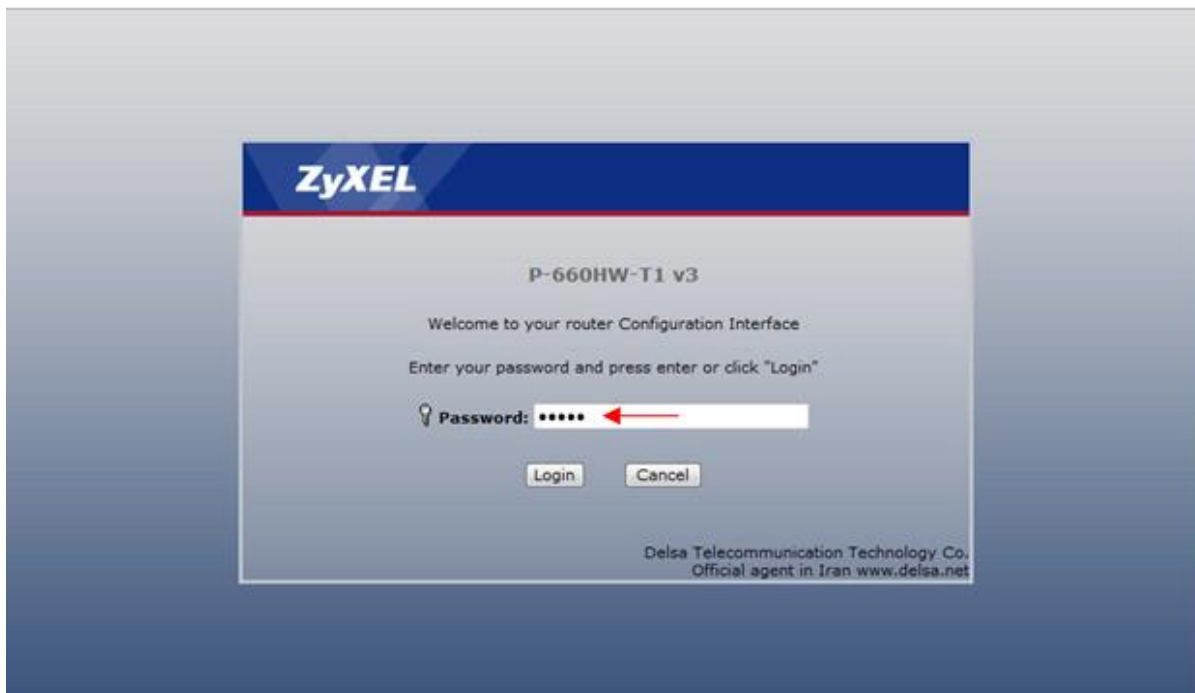 ZyXEL
P-660HW-T1 v3
Welcome to your router Configuration Interface
Enter your password and press enter or click "Login"
Password: •••••
Login Cancel
Delsa Telecommunication Technology Co.
Official agent in Iran www.delsa.net